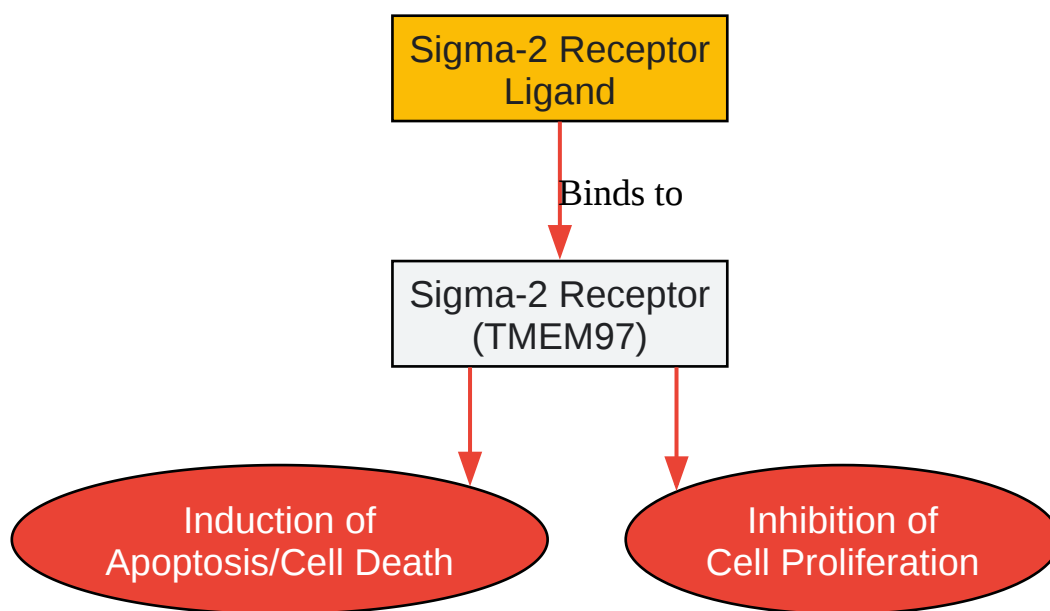 Sigma-2 Receptor
Ligand
Binds to
Sigma-2 Receptor
(TMEM97)
Induction of
Apoptosis/Cell Death
Inhibition of
Cell Proliferation